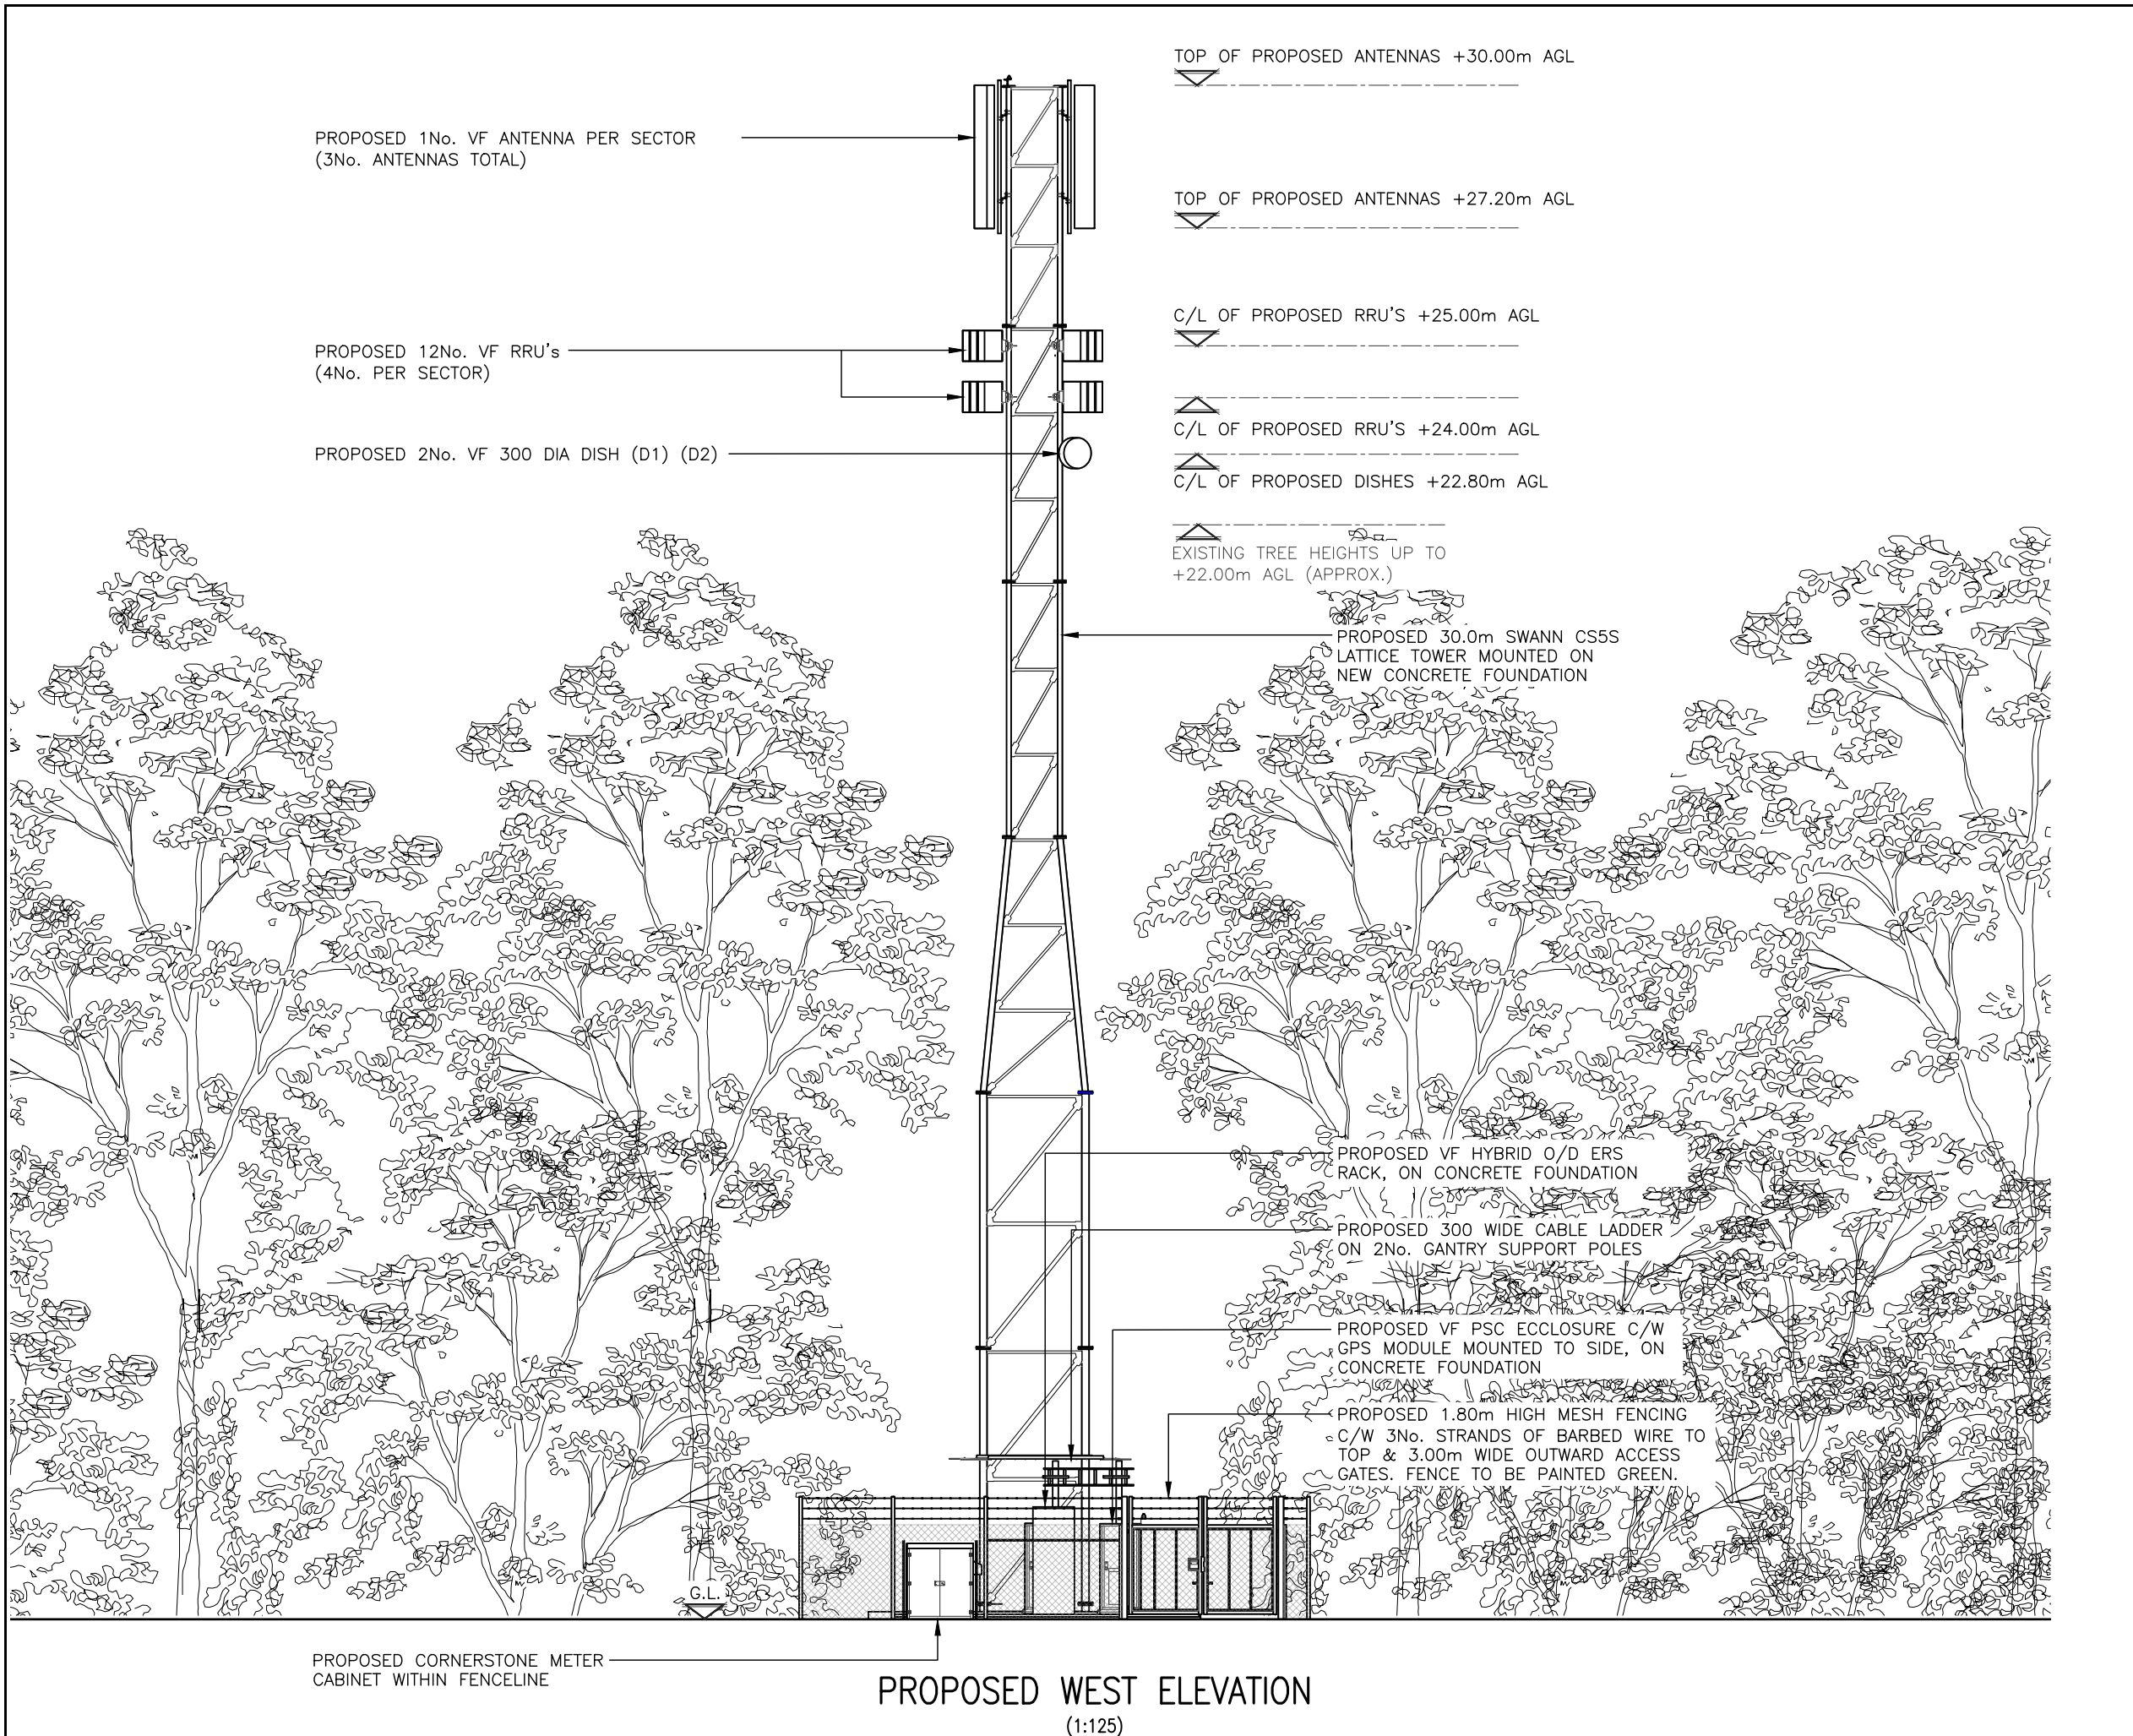 TOP OF PROPOSED ANTENNAS +30.00m AGL
PROPOSED 1No. VF ANTENNA PER SECTOR
(3No. ANTENNAS TOTAL)
TOP OF PROPOSED ANTENNAS +27.20m AGL
C/L OF PROPOSED RRU'S +25.00m AGL
PROPOSED 12No. VF RRU's
(4No. PER SECTOR)
C/L OF PROPOSED RRU'S +24.00m AGL
PROPOSED 2No. VF 300 DIA DISH (D1) (D2)
C/L OF PROPOSED DISHES +22.80m AGL
EXISTING TREE HEIGHTS UP TO
+22.00m AGL (APPROX.)
PROPOSED 30.0m SWANN CS5S
LATTICE TOWER MOUNTED ON
NEW CONCRETE FOUNDATION
PROPOSED VF HYBRID O/D ERS
RACK, ON CONCRETE FOUNDATION
PROPOSED 300 WIDE CABLE LADDER
ON 2No. GANTRY SUPPORT POLES
PROPOSED VF PSC ECCLOSURE C/W
GPS MODULE MOUNTED TO SIDE, ON
CONCRETE FOUNDATION
PROPOSED 1.80m HIGH MESH FENCING
C/W 3No. STRANDS OF BARBED WIRE TO
TOP & 3.00m WIDE OUTWARD ACCESS
GATES. FENCE TO BE PAINTED GREEN.
G.L.
PROPOSED CORNERSTONE METER
CABINET WITHIN FENCELINE
PROPOSED WEST ELEVATION
(1:125)